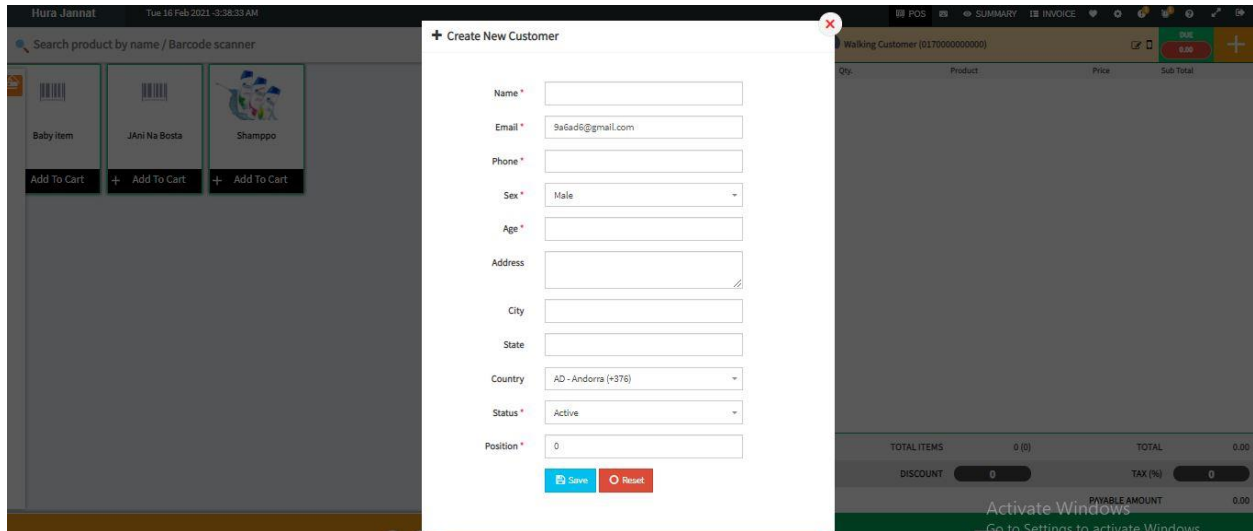 Hura Jannat Tue 16 Feb 2021 -3:38:33 AM POS SUMMARY INVOICE
Search product by name / Barcode scanner
Baby item
JAni Na Bosta
Shamppo
Add To Cart
+ Add To Cart
+ Add To Cart
+ Create New Customer
Name *
Email * 9a6ad6@gmail.com
Phone *
Sex * Male
Age *
Address
City
State
Country AD - Andorra (+376)
Status * Active
Position * 0
Save Reset
Walking Customer (0170000000000)
DUE
0.00
Qty. Product Price Sub Total
TOTAL ITEMS 0 (0) TOTAL 0.00
DISCOUNT 0 TAX (%) 0
PAYABLE AMOUNT 0.00
Activate Windows
Go to Settings to activate Windows.